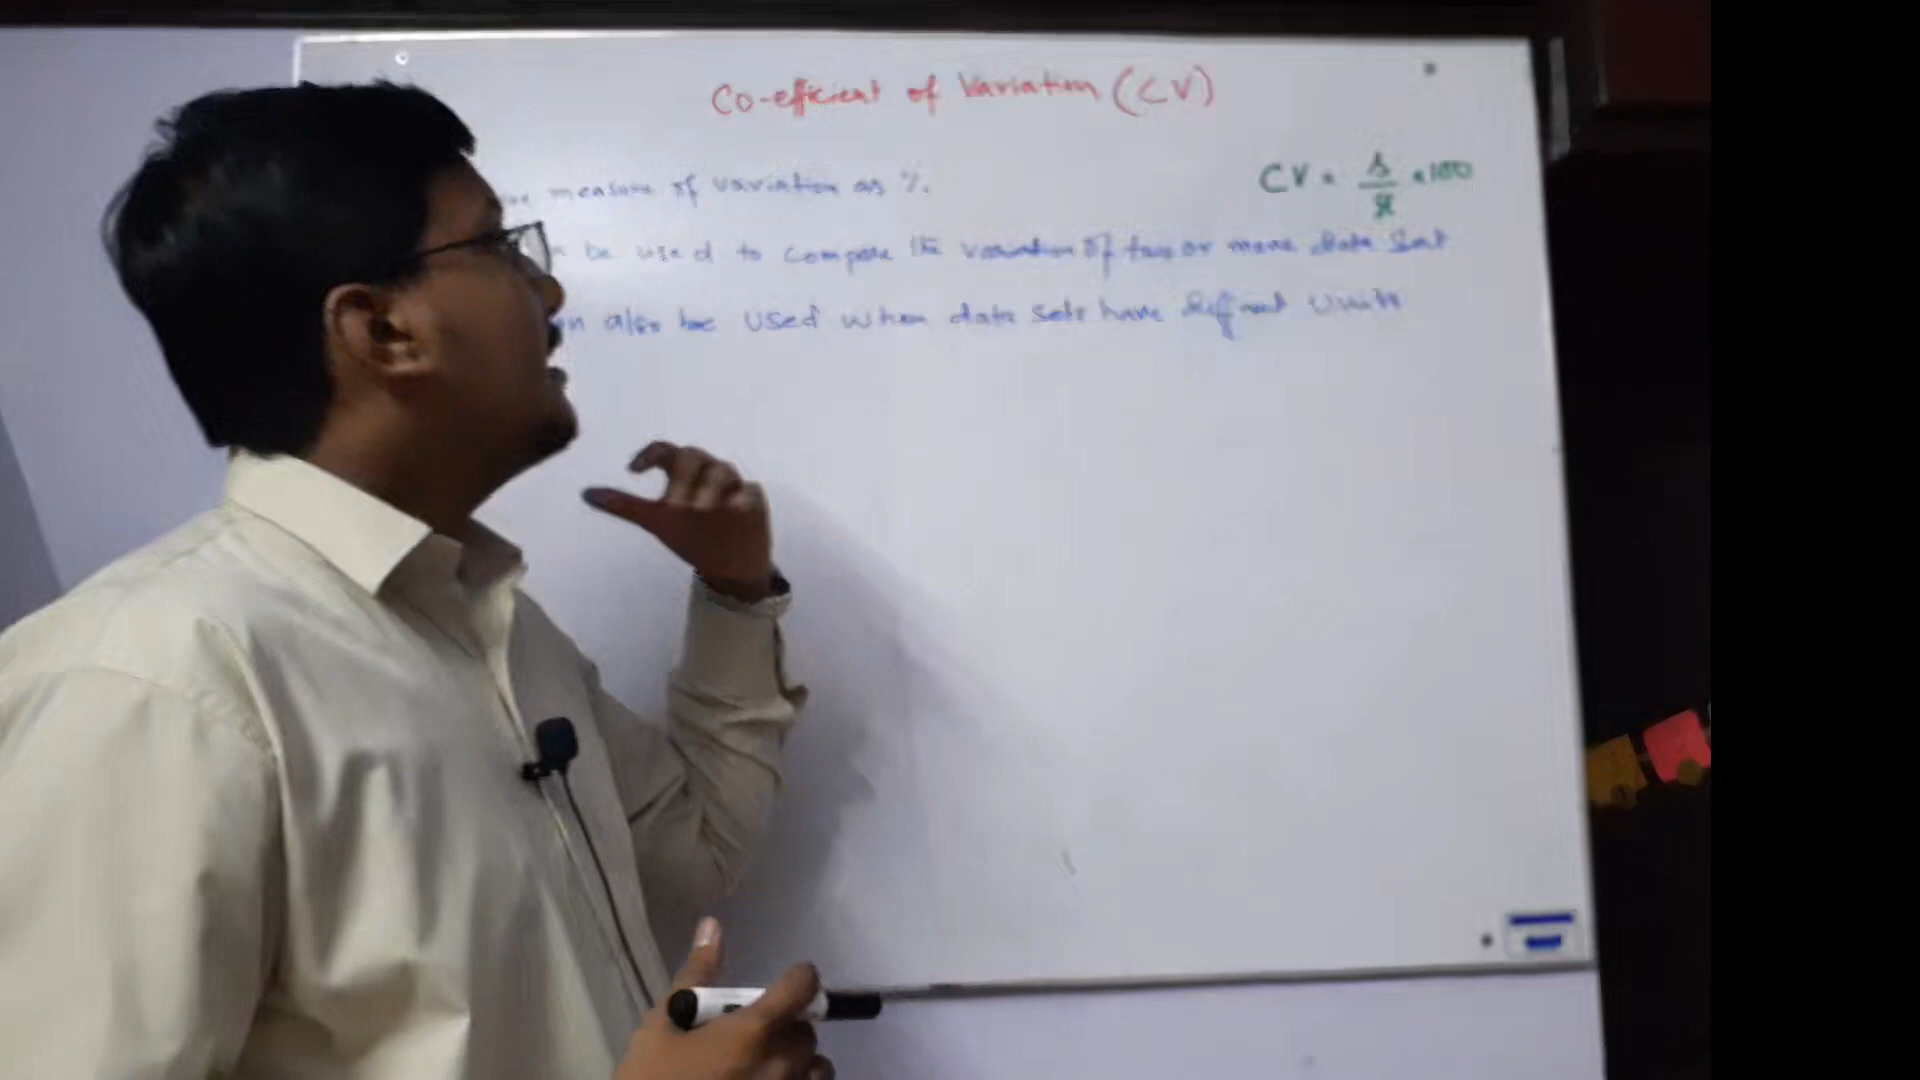 Co-efficient of Variation (CV)
measure of variation as %.
CV = s/x̄ × 100
be used to compare the variation of two or more data set
also be used when data sets have different units